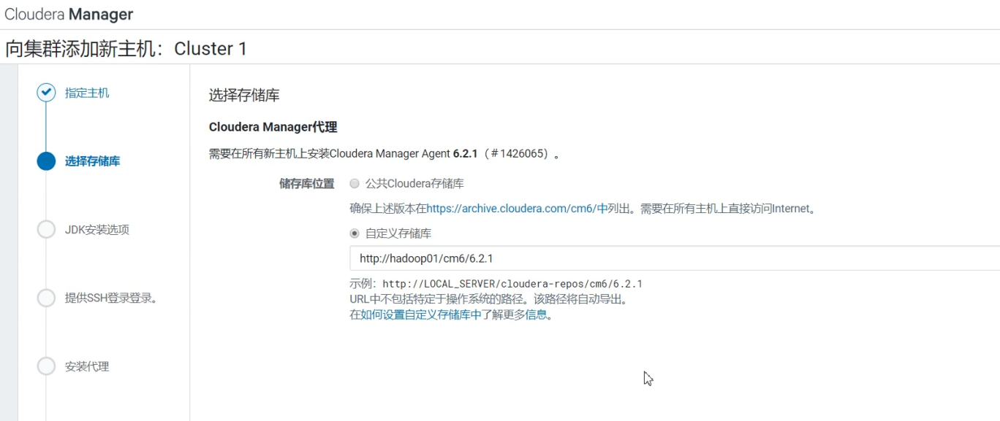 Cloudera Manager
向集群添加新主机：Cluster 1
指定主机
选择存储库
JDK安装选项
提供SSH登录登录。
安装代理
选择存储库
Cloudera Manager代理
需要在所有新主机上安装Cloudera Manager Agent 6.2.1（#1426065）。
储存库位置 公共Cloudera存储库
确保上述版本在https://archive.cloudera.com/cm6/中列出。需要在所有主机上直接访问Internet。
自定义存储库
http://hadoop01/cm6/6.2.1
示例：http://LOCAL_SERVER/cloudera-repos/cm6/6.2.1
URL中不包括特定于操作系统的路径。该路径将自动导出。
在如何设置自定义存储库中了解更多信息。